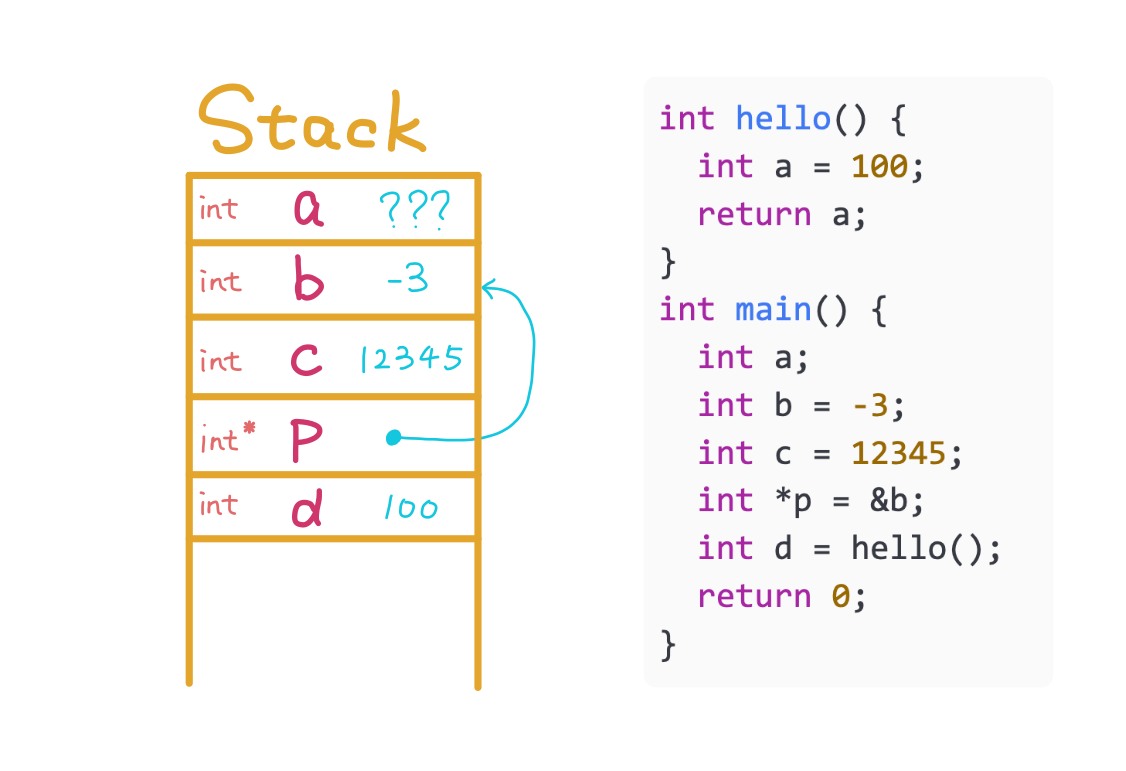 Stack
int a ???
int b -3
int c 12345
int* p
int d 100
int hello() {
  int a = 100;
  return a;
}
int main() {
  int a;
  int b = -3;
  int c = 12345;
  int *p = &b;
  int d = hello();
  return 0;
}